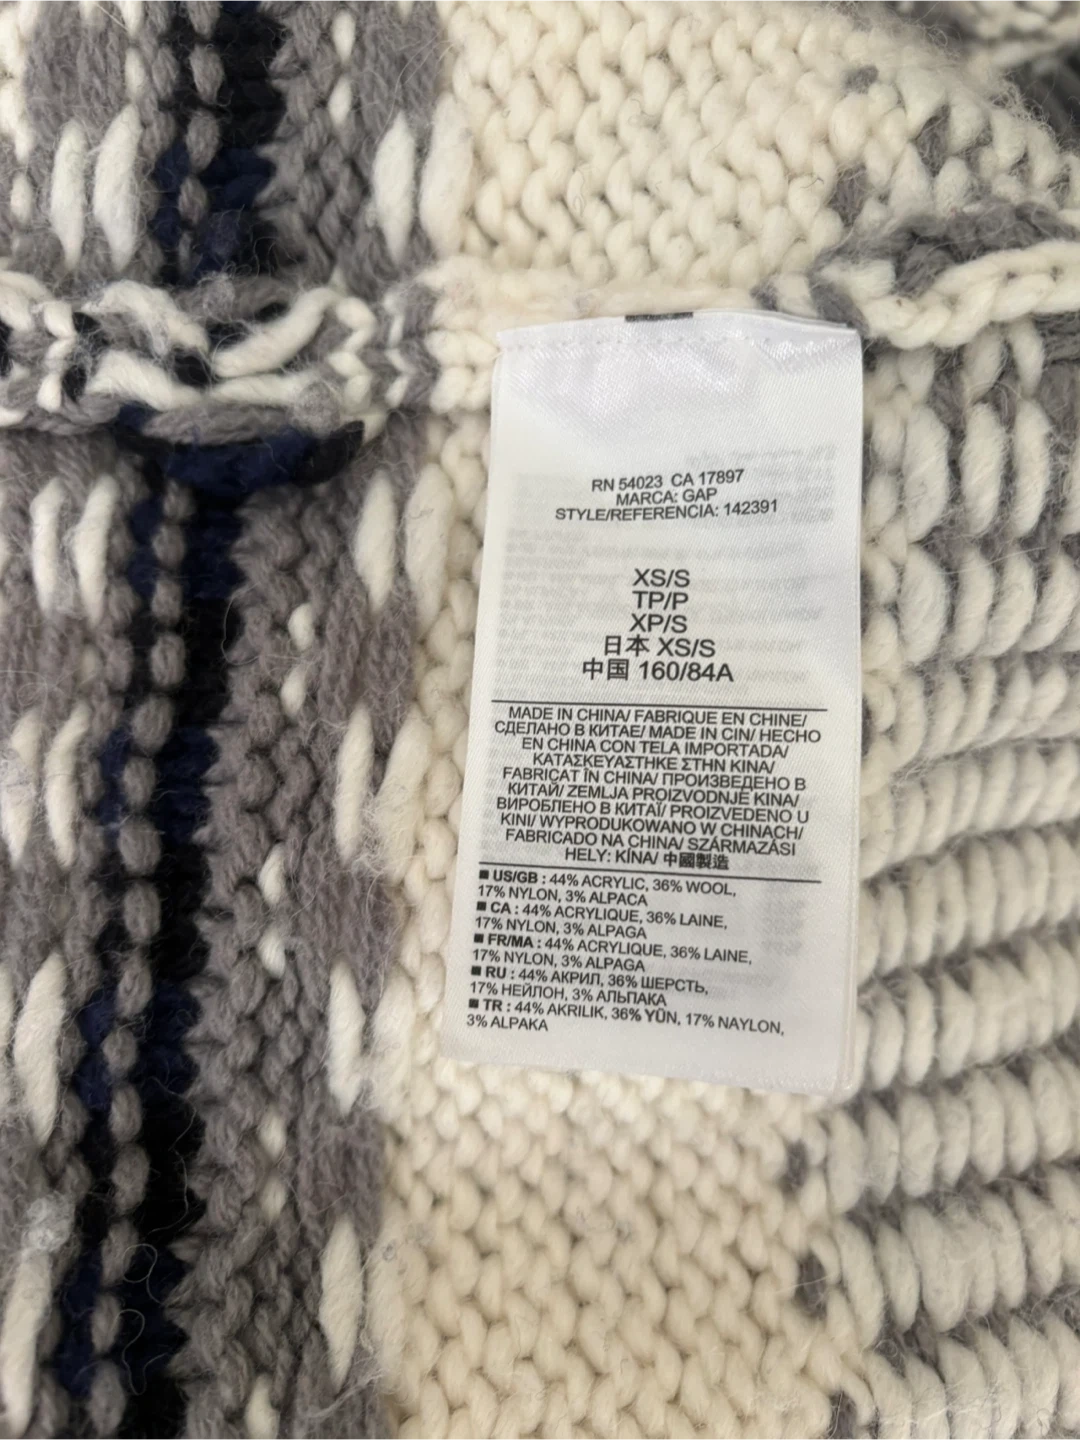 RN 54023 CA 17897
MARCA: GAP
STYLE/REFERENCIA: 142391
XS/S
TP/P
XP/S
日本 XS/S
中国 160/84A
MADE IN CHINA/ FABRIQUE EN CHINE/
СДЕЛАНО В КИТАЕ/ MADE IN CIN/ HECHO
EN CHINA CON TELA IMPORTADA/
ΚΑΤΑΣΚΕΥΑΣΤΗΚΕ ΣΤΗΝ ΚΙΝΑ/
FABRICAT ÎN CHINA/ ПРОИЗВЕДЕНО В
КИТАЙ/ ZEMLJA PROIZVODNJE KINA/
ВИРОБЛЕНО В КИТАЇ/ PROIZVEDENO U
KINI/ WYPRODUKOWANO W CHINACH/
FABRICADO NA CHINA/ SZÁRMAZÁSI
HELY: KÍNA/ 中國製造
■ US/GB : 44% ACRYLIC, 36% WOOL,
17% NYLON, 3% ALPACA
■ CA : 44% ACRYLIQUE, 36% LAINE,
17% NYLON, 3% ALPAGA
■ FR/MA : 44% ACRYLIQUE, 36% LAINE,
17% NYLON, 3% ALPAGA
■ RU : 44% АКРИЛ, 36% ШЕРСТЬ,
17% НЕЙЛОН, 3% АЛЬПАКА
■ TR : 44% AKRILIK, 36% YÜN, 17% NAYLON,
3% ALPAKA